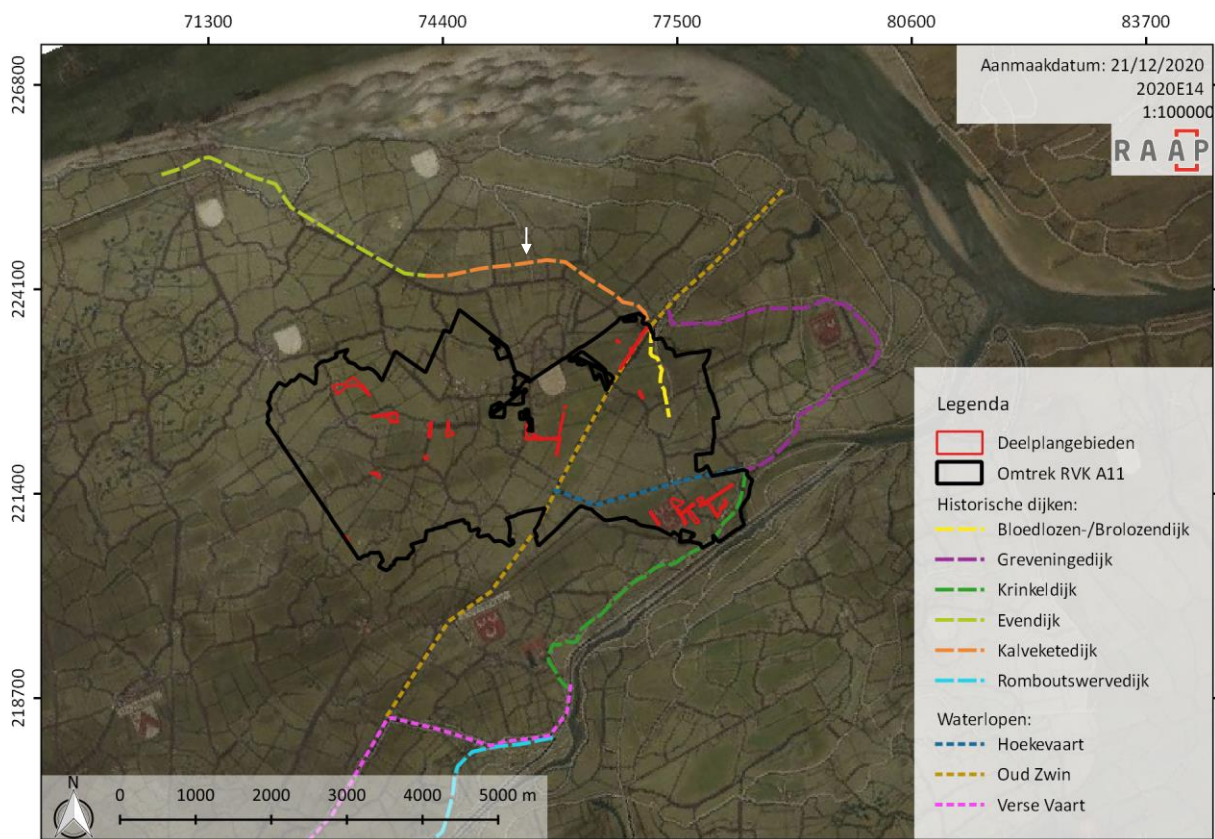 71300 74400 77500 80600 83700
226800
224100
221400
218700
Aanmaakdatum: 21/12/2020
2020E14
1:100000
RAAP
Legenda
Deelplangebieden
Omtrek RVK A11
Historische dijken:
Bloedlozen-/Brolozendijk
Greveningedijk
Krinkeldijk
Evendijk
Kalveketedijk
Romboutswervedijk
Waterlopen:
Hoekevaart
Oud Zwin
Verse Vaart
N
0 1000 2000 3000 4000 5000 m